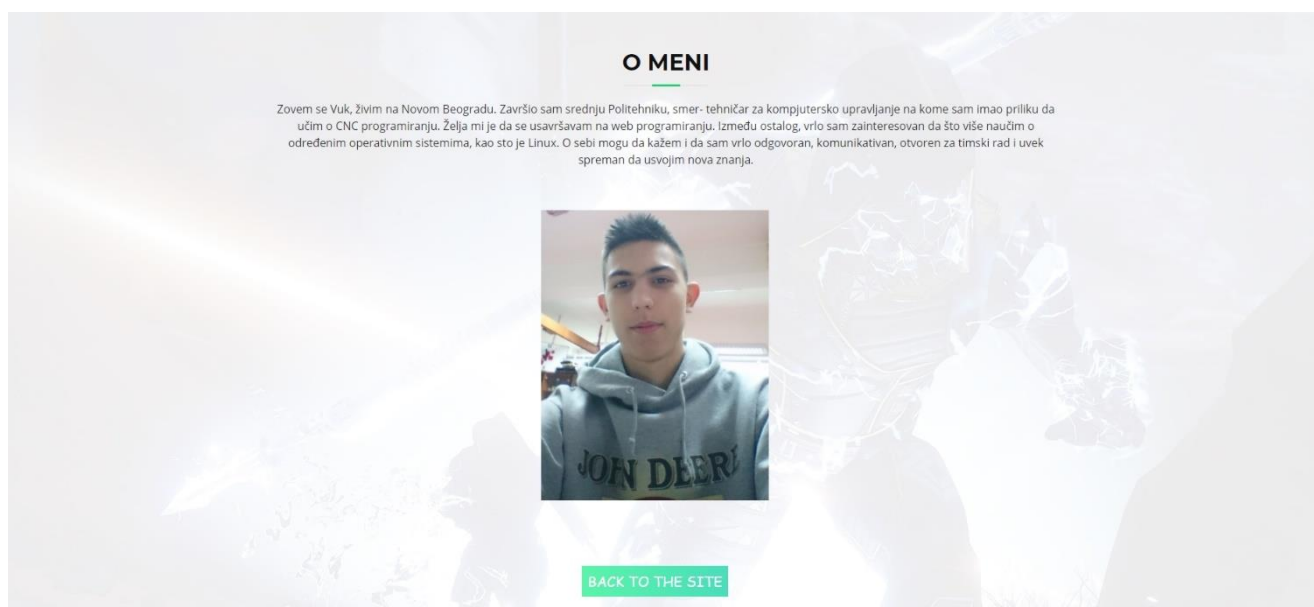 O MENI
Zovem se Vuk, živim na Novom Beogradu. Završio sam srednju Politehniku, smer- tehničar za kompjutersko upravljanje na kome sam imao priliku da
učim o CNC programiranju. Želja mi je da se usavršavam na web programiranju. Između ostalog, vrlo sam zainteresovan da što više naučim o
određenim operativnim sistemima, kao sto je Linux. O sebi mogu da kažem i da sam vrlo odgovoran, komunikativan, otvoren za timski rad i uvek
spreman da usvojim nova znanja.
JOHN DEERE
BACK TO THE SITE